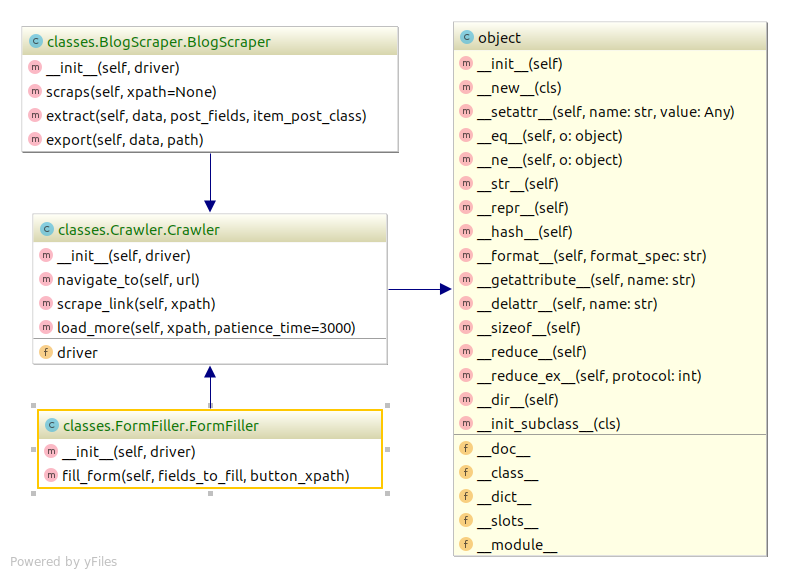 classes.BlogScraper.BlogScraper
__init__(self, driver)
scraps(self, xpath=None)
extract(self, data, post_fields, item_post_class)
export(self, data, path)
classes.Crawler.Crawler
__init__(self, driver)
navigate_to(self, url)
scrape_link(self, xpath)
load_more(self, xpath, patience_time=3000)
driver
classes.FormFiller.FormFiller
__init__(self, driver)
fill_form(self, fields_to_fill, button_xpath)
object
__init__(self)
__new__(cls)
__setattr__(self, name: str, value: Any)
__eq__(self, o: object)
__ne__(self, o: object)
__str__(self)
__repr__(self)
__hash__(self)
__format__(self, format_spec: str)
__getattribute__(self, name: str)
__delattr__(self, name: str)
__sizeof__(self)
__reduce__(self)
__reduce_ex__(self, protocol: int)
__dir__(self)
__init_subclass__(cls)
__doc__
__class__
__dict__
__slots__
__module__
Powered by yFiles